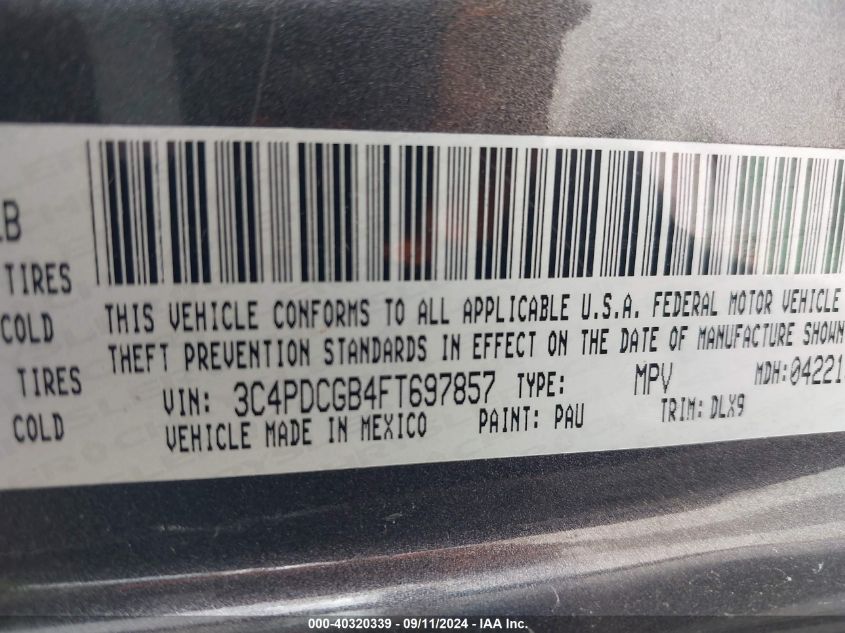 LB
TIRES
COLD
TIRES
COLD
THIS VEHICLE CONFORMS TO ALL APPLICABLE U.S.A. FEDERAL MOTOR VEHICLE
THEFT PREVENTION STANDARDS IN EFFECT ON THE DATE OF MANUFACTURE SHOWN
VIN: 3C4PDCGB4FT697857 TYPE: MPV MDH:04221
VEHICLE MADE IN MEXICO PAINT: PAU TRIM: DLX9
000-40320339 - 09/11/2024 - IAA Inc.